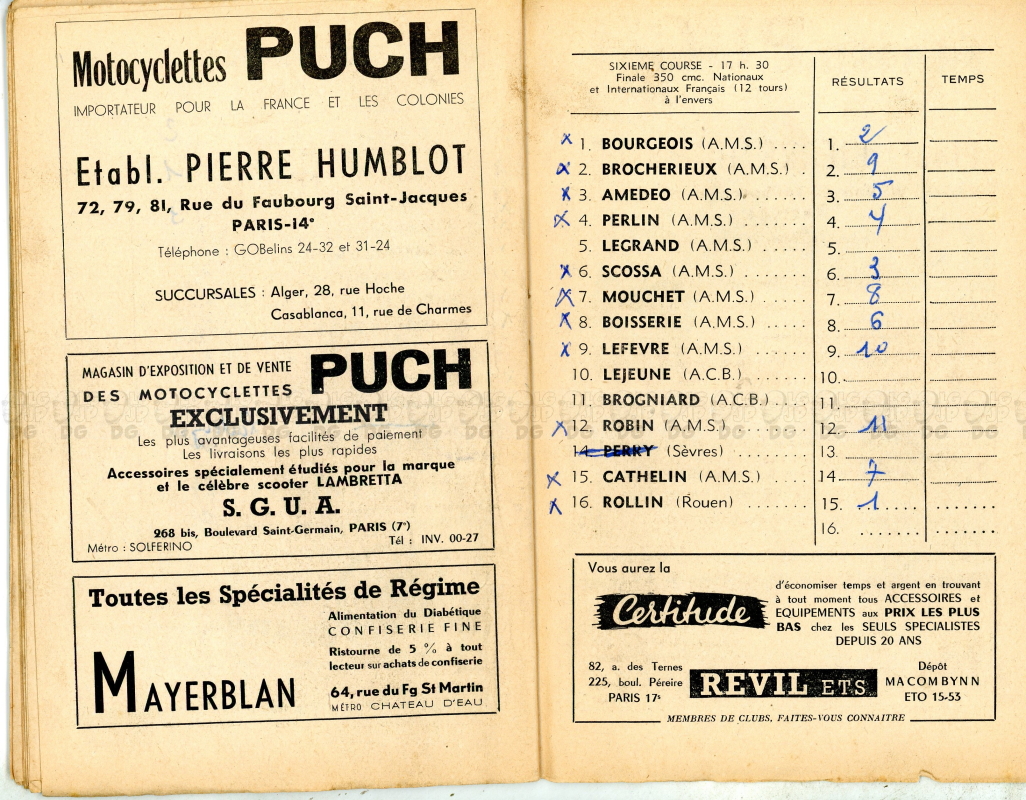 Motocyclettes PUCH
IMPORTATEUR POUR LA FRANCE ET LES COLONIES
Etabl. PIERRE HUMBLOT
72, 79, 81, Rue du Faubourg Saint-Jacques
PARIS-14e
Téléphone : GOBelins 24-32 et 31-24
SUCCURSALES : Alger, 28, rue Hoche
Casablanca, 11, rue de Charmes
MAGASIN D'EXPOSITION ET DE VENTE
DES MOTOCYCLETTES PUCH
EXCLUSIVEMENT
Les plus avantageuses facilités de paiement
Les livraisons les plus rapides
Accessoires spécialement étudiés pour la marque
et le célèbre scooter LAMBRETTA
S. G. U. A.
268 bis, Boulevard Saint-Germain, PARIS (7e)
Métro : SOLFERINO Tél : INV. 00-27
Toutes les Spécialités de Régime
Alimentation du Diabétique
CONFISERIE FINE
Ristourne de 5 % à tout
lecteur sur achats de confiserie
MAYERBLAN
64, rue du Fg St Martin
MÉTRO CHATEAU D'EAU
SIXIEME COURSE - 17 h. 30
Finale 350 cmc. Nationaux
et Internationaux Français (12 tours)
à l'envers
RÉSULTATS TEMPS
x 1. BOURGEOIS (A.M.S.) .... 1. 2
x 2. BROCHERIEUX (A.M.S.) . 2. 9
x 3. AMEDEO (A.M.S.) ...... 3. 5
x 4. PERLIN (A.M.S.) ....... 4. 4
5. LEGRAND (A.M.S.) ...... 5.
x 6. SCOSSA (A.M.S.) ....... 6. 3
x 7. MOUCHET (A.M.S.) ..... 7. 8
x 8. BOISSERIE (A.M.S.) ..... 8. 6
x 9. LEFEVRE (A.M.S.) ...... 9. 10
10. LEJEUNE (A.C.B.) ...... 10.
11. BROGNIARD (A.C.B.) .... 11.
x 12. ROBIN (A.M.S.) ....... 12. 11
14. PERRY (Sèvres) ........ 13.
x 15. CATHELIN (A.M.S.) ..... 14. 7
x 16. ROLLIN (Rouen) ....... 15. 1
16.
Vous aurez la
Certitude
d'économiser temps et argent en trouvant
à tout moment tous ACCESSOIRES et
EQUIPEMENTS aux PRIX LES PLUS
BAS chez les SEULS SPECIALISTES
DEPUIS 20 ANS
82, a. des Ternes
225, boul. Péreire
PARIS 17s
REVIL ETS
Dépôt
MACOMBYNN
ETO 15-53
MEMBRES DE CLUBS, FAITES-VOUS CONNAITRE